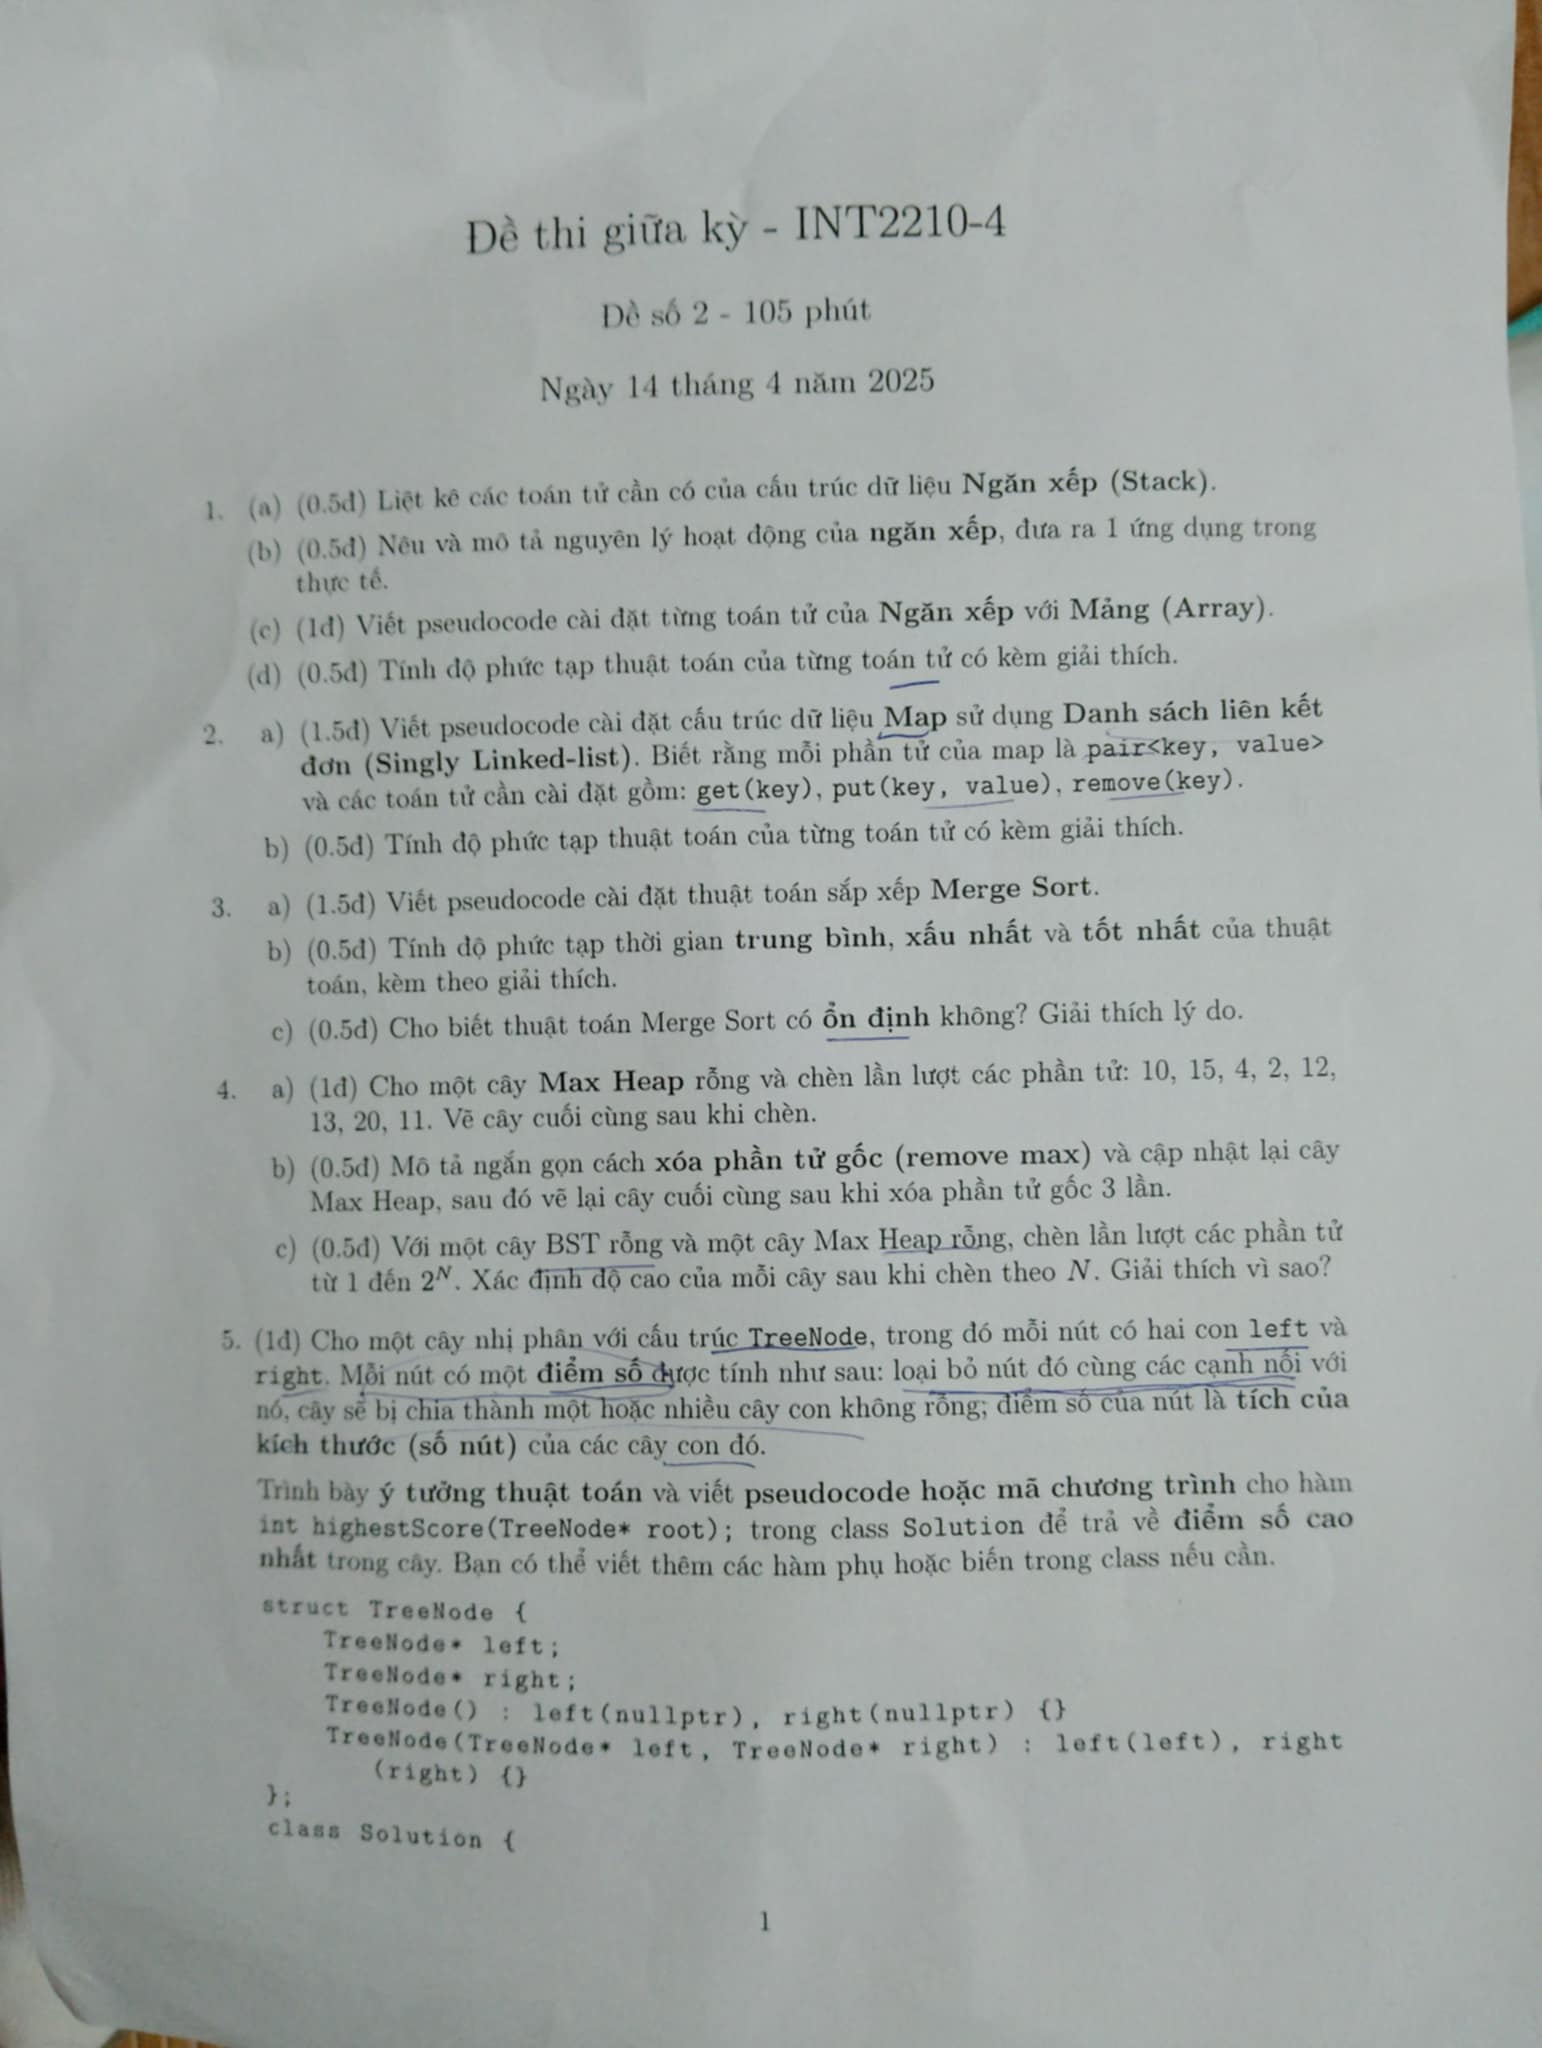 Đề thi giữa kỳ - INT2210-4
Đề số 2 - 105 phút
Ngày 14 tháng 4 năm 2025
1. (a) (0.5đ) Liệt kê các toán tử cần có của cấu trúc dữ liệu Ngăn xếp (Stack).
(b) (0.5đ) Nêu và mô tả nguyên lý hoạt động của ngăn xếp, đưa ra 1 ứng dụng trong
thực tế.
(c) (1đ) Viết pseudocode cài đặt từng toán tử của Ngăn xếp với Mảng (Array).
(d) (0.5đ) Tính độ phức tạp thuật toán của từng toán tử có kèm giải thích.
2. a) (1.5đ) Viết pseudocode cài đặt cấu trúc dữ liệu Map sử dụng Danh sách liên kết
đơn (Singly Linked-list). Biết rằng mỗi phần tử của map là pair<key, value>
và các toán tử cần cài đặt gồm: get(key), put(key, value), remove(key).
b) (0.5đ) Tính độ phức tạp thuật toán của từng toán tử có kèm giải thích.
3. a) (1.5đ) Viết pseudocode cài đặt thuật toán sắp xếp Merge Sort.
b) (0.5đ) Tính độ phức tạp thời gian trung bình, xấu nhất và tốt nhất của thuật
toán, kèm theo giải thích.
c) (0.5đ) Cho biết thuật toán Merge Sort có ổn định không? Giải thích lý do.
4. a) (1đ) Cho một cây Max Heap rỗng và chèn lần lượt các phần tử: 10, 15, 4, 2, 12,
13, 20, 11. Vẽ cây cuối cùng sau khi chèn.
b) (0.5đ) Mô tả ngắn gọn cách xóa phần tử gốc (remove max) và cập nhật lại cây
Max Heap, sau đó vẽ lại cây cuối cùng sau khi xóa phần tử gốc 3 lần.
c) (0.5đ) Với một cây BST rỗng và một cây Max Heap rỗng, chèn lần lượt các phần tử
từ 1 đến 2^N. Xác định độ cao của mỗi cây sau khi chèn theo N. Giải thích vì sao?
5. (1đ) Cho một cây nhị phân với cấu trúc TreeNode, trong đó mỗi nút có hai con left và
right. Mỗi nút có một điểm số được tính như sau: loại bỏ nút đó cùng các cạnh nối với
nó, cây sẽ bị chia thành một hoặc nhiều cây con không rỗng; điểm số của nút là tích của
kích thước (số nút) của các cây con đó.
Trình bày ý tưởng thuật toán và viết pseudocode hoặc mã chương trình cho hàm
int highestScore(TreeNode* root); trong class Solution để trả về điểm số cao
nhất trong cây. Bạn có thể viết thêm các hàm phụ hoặc biến trong class nếu cần.
struct TreeNode {
TreeNode* left;
TreeNode* right;
TreeNode() : left(nullptr), right(nullptr) {}
TreeNode(TreeNode* left, TreeNode* right) : left(left), right
(right) {}
};
class Solution {
1